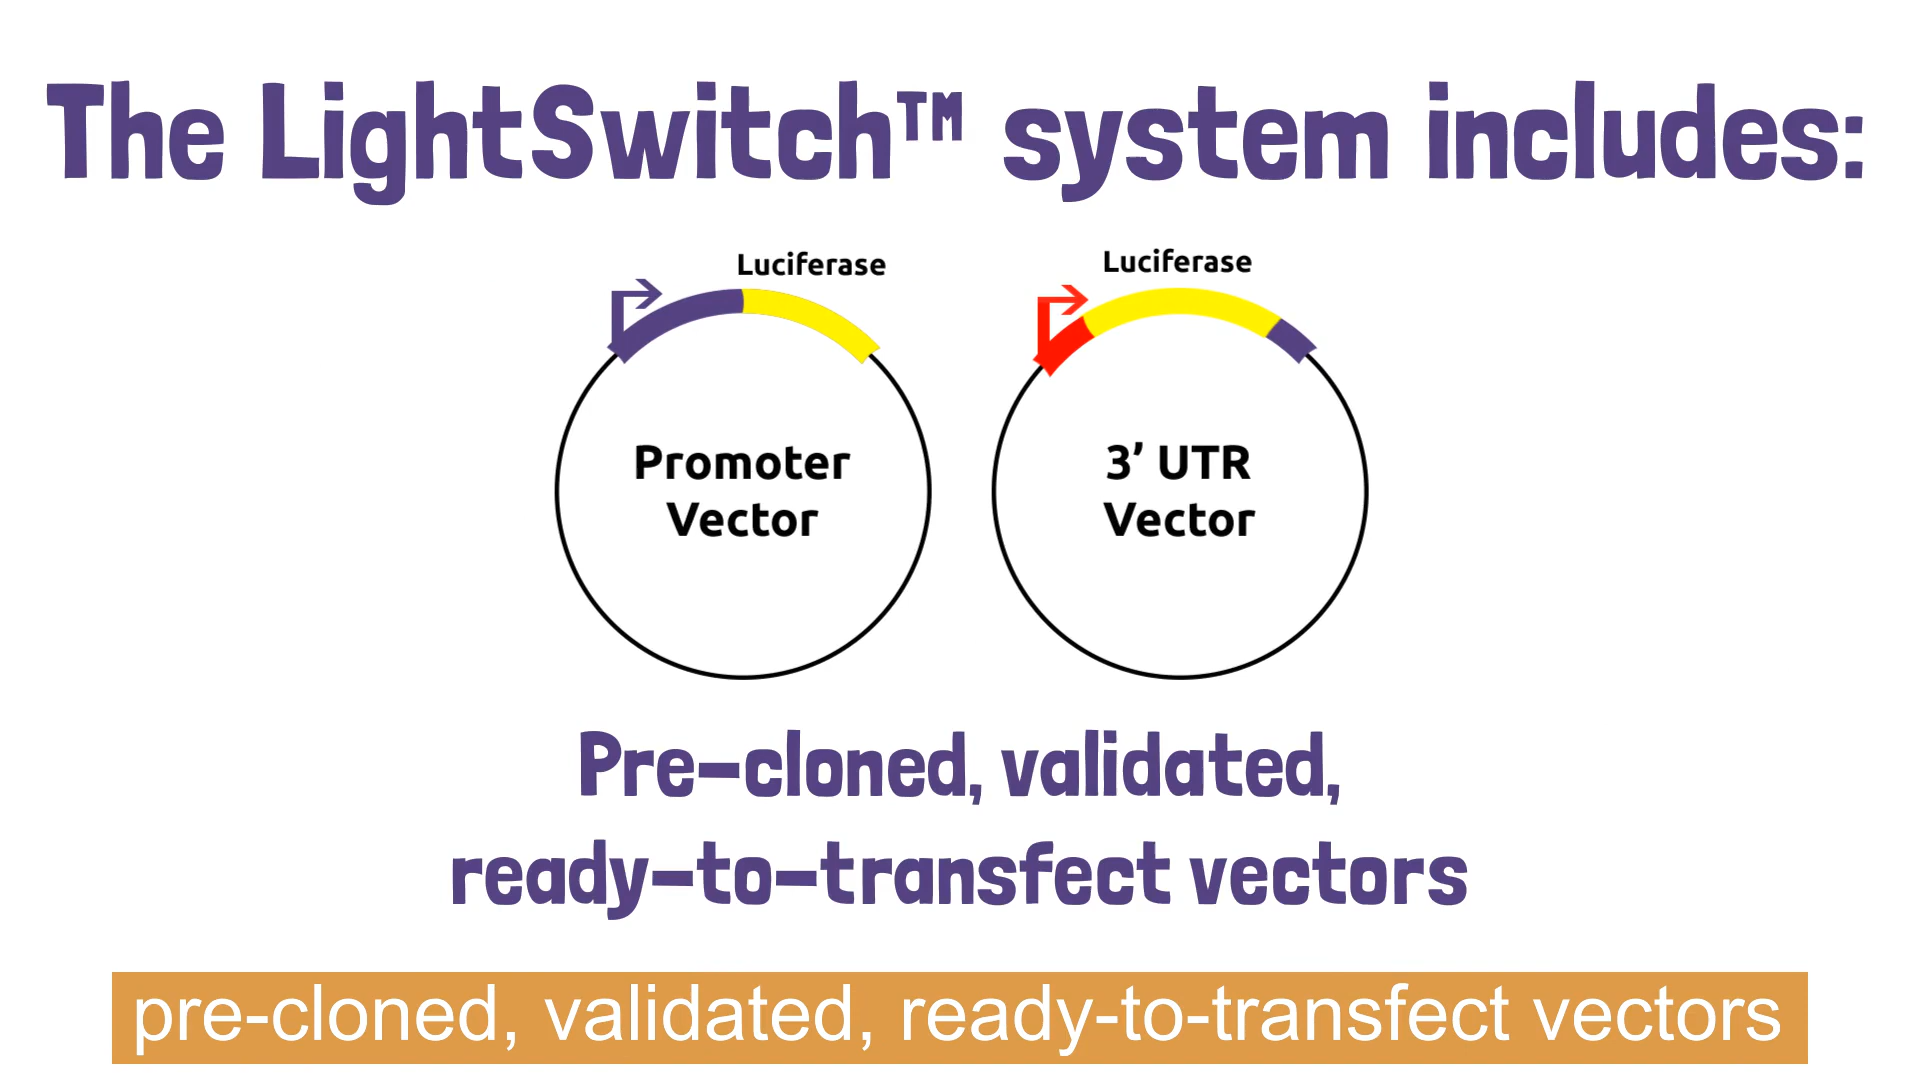 The LightSwitch™ system includes:
Luciferase
Luciferase
Promoter
Vector
3’ UTR
Vector
Pre-cloned, validated,
ready-to-transfect vectors
pre-cloned, validated, ready-to-transfect vectors